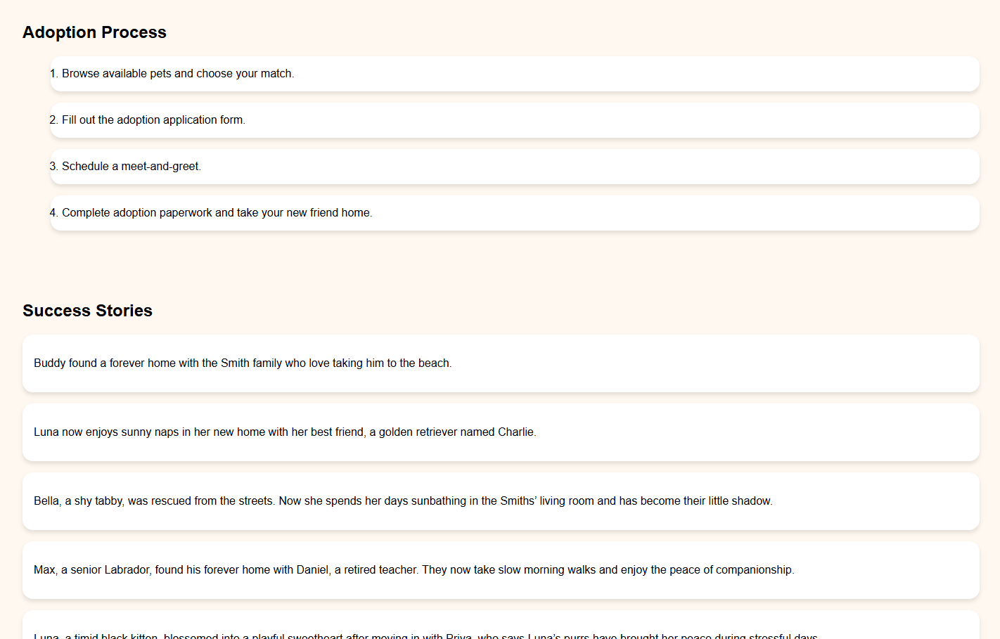 Adoption Process
1. Browse available pets and choose your match.
2. Fill out the adoption application form.
3. Schedule a meet-and-greet.
4. Complete adoption paperwork and take your new friend home.
Success Stories
Buddy found a forever home with the Smith family who love taking him to the beach.
Luna now enjoys sunny naps in her new home with her best friend, a golden retriever named Charlie.
Bella, a shy tabby, was rescued from the streets. Now she spends her days sunbathing in the Smiths’ living room and has become their little shadow.
Max, a senior Labrador, found his forever home with Daniel, a retired teacher. They now take slow morning walks and enjoy the peace of companionship.
Luna, a timid black kitten, blossomed into a playful sweetheart after moving in with Priya, who says Luna’s purrs have brought her peace during stressful days.